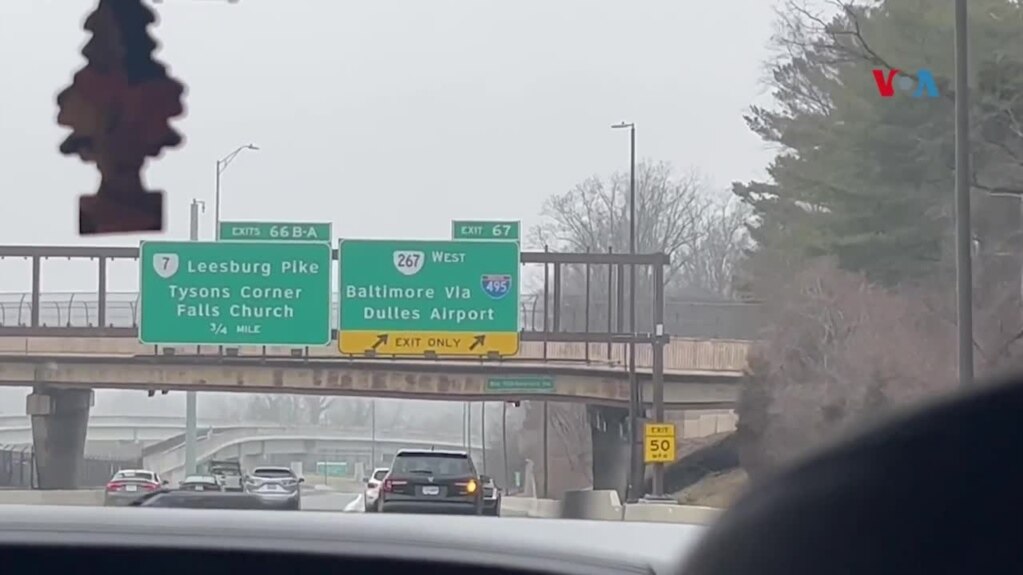 VOA
EXITS 66 B-A
7 Leesburg Pike
Tysons Corner
Falls Church
3/4 MILE
EXIT 67
267 WEST
Baltimore Via 495
Dulles Airport
EXIT ONLY
EXIT
50
MPH